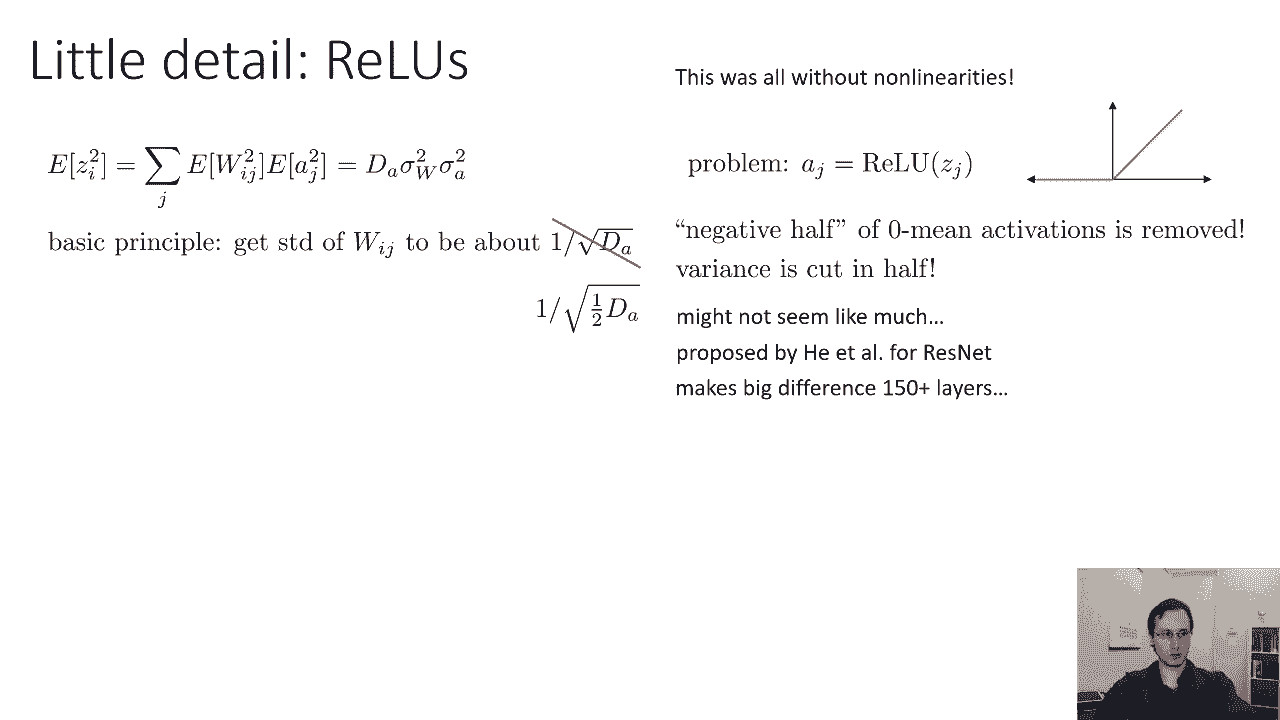 Little detail: ReLUs
E[z_i^2] = \sum_j E[W_{ij}^2]E[a_j^2] = D_a σ_W^2 σ_a^2
basic principle: get std of W_{ij} to be about 1/\sqrt{D_a}
1/\sqrt{\frac{1}{2}D_a}
This was all without nonlinearities!
problem: a_j = ReLU(z_j)
“negative half” of 0-mean activations is removed!
variance is cut in half!
might not seem like much…
proposed by He et al. for ResNet
makes big difference 150+ layers…